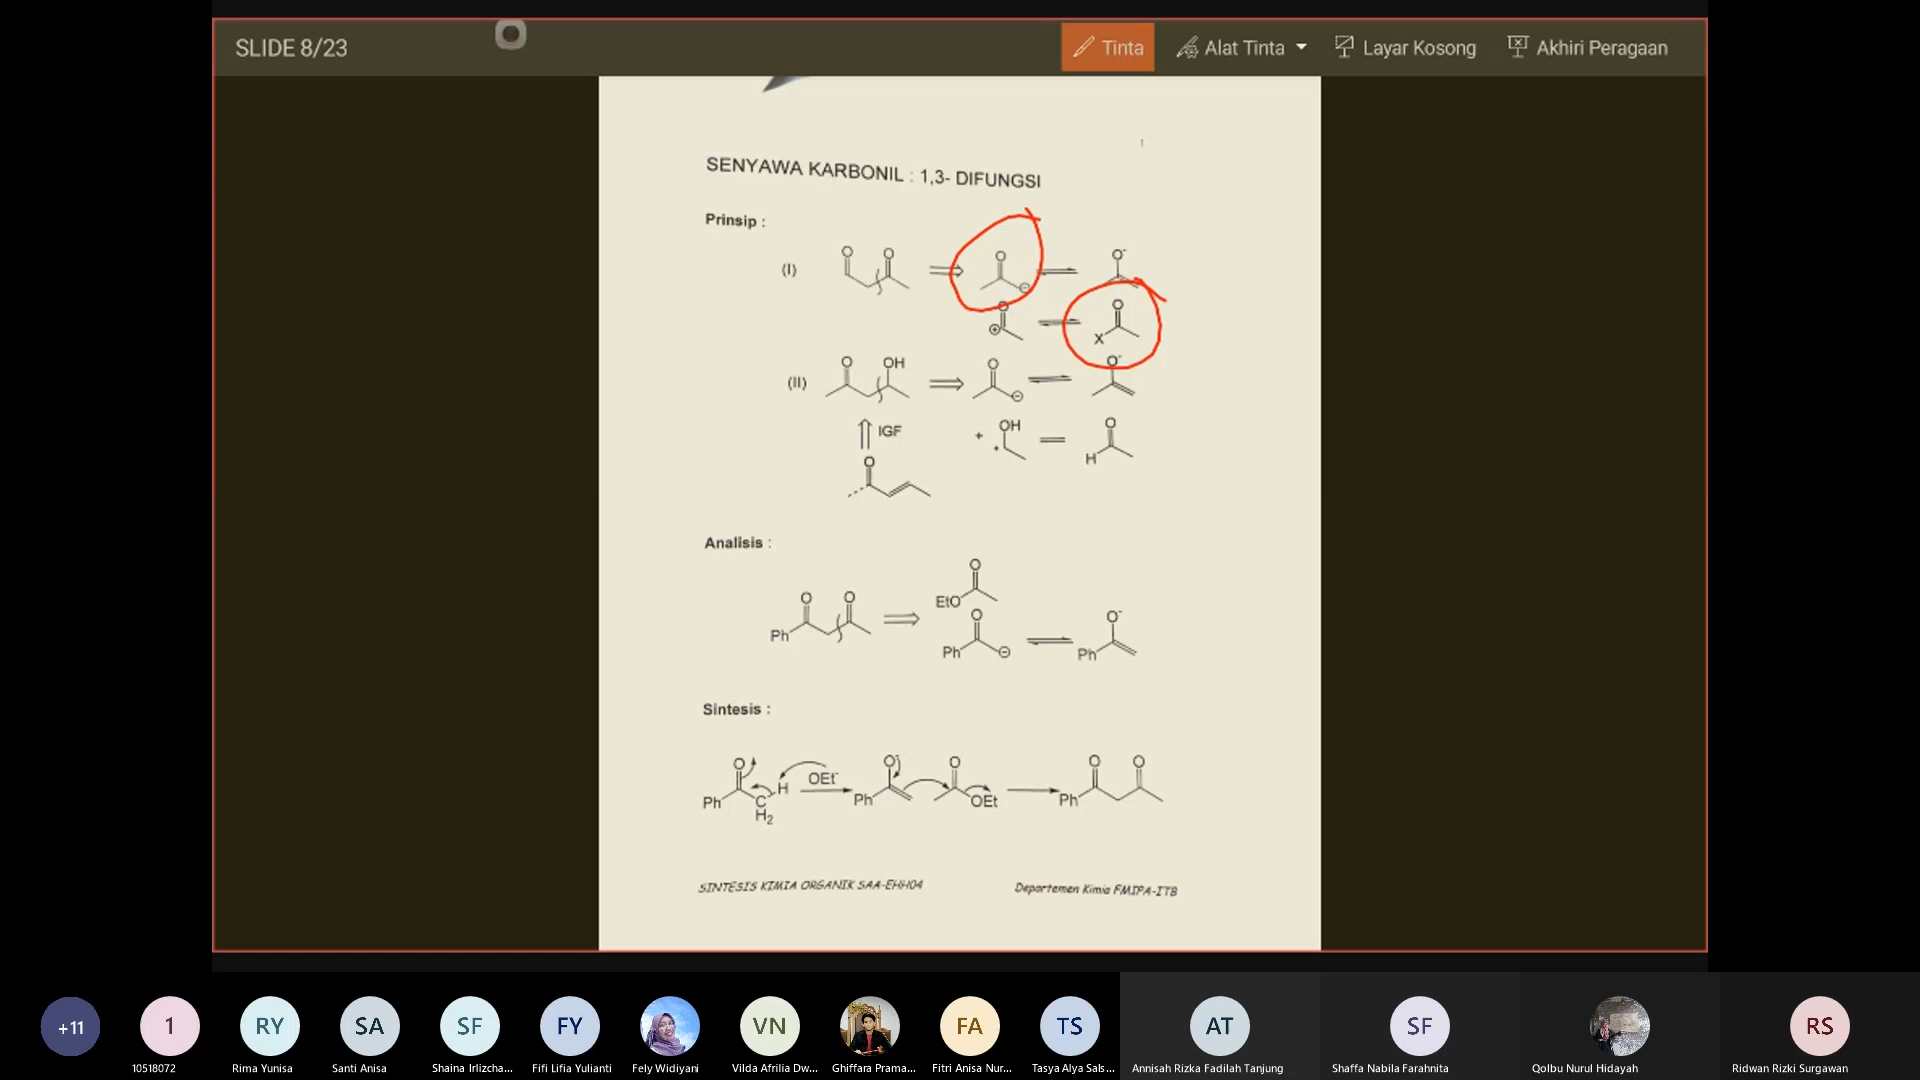 SLIDE 8/23
Tinta
Alat Tinta
Layar Kosong
Akhiri Peragaan
1
SENYAWA KARBONIL : 1,3- DIFUNGSI
Prinsip :
(I)
O O O O-
⊖
O O
⊕ X
(II)
O OH O O-
⊖
IGF
+ OH O
+ H
O
Analisis :
O
EtO
O O O O-
Ph Ph ⊖ Ph
Sintesis :
O O- O O O
Ph C H OEt- Ph OEt Ph
H2
SINTESIS KIMIA ORGANIK SAA-EHH04
Departemen Kimia FMIPA-ITB
+11
1
RY
SA
SF
FY
VN
FA
TS
AT
SF
RS
10518072
Rima Yunisa
Santi Anisa
Shaina Irlizcha...
Fifi Lifia Yulianti
Fely Widiyani
Vilda Afrilia Dw...
Ghiffara Prama...
Fitri Anisa Nur...
Tasya Alya Sals...
Annisah Rizka Fadilah Tanjung
Shaffa Nabila Farahnita
Qolbu Nurul Hidayah
Ridwan Rizki Surgawan